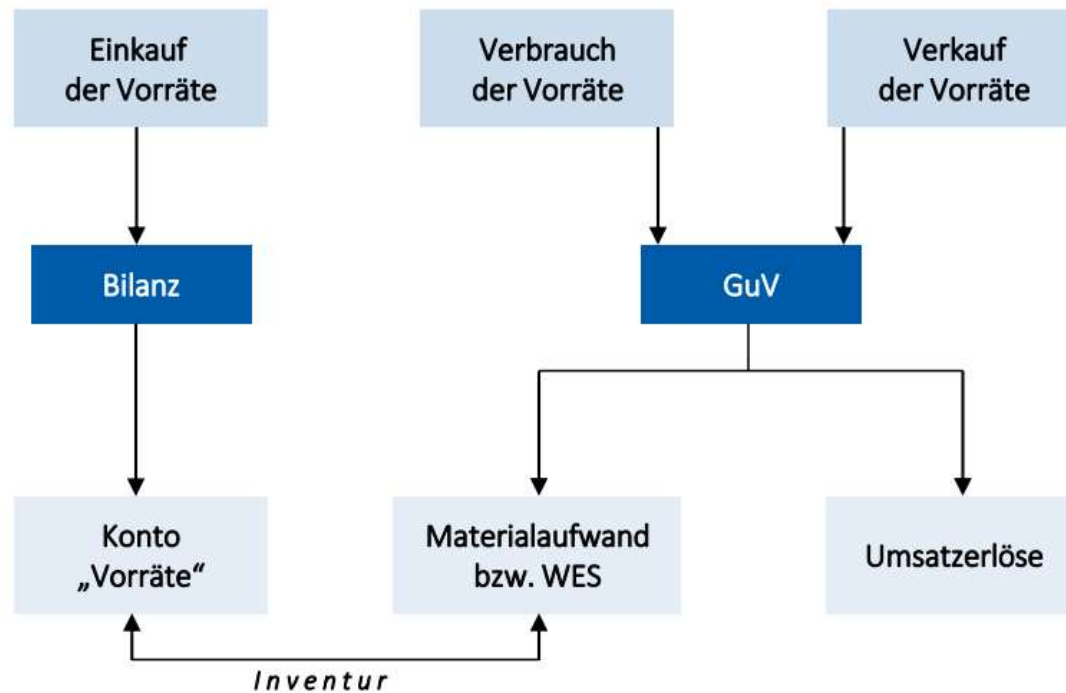 Einkauf
der Vorräte
Verbrauch
der Vorräte
Verkauf
der Vorräte
Bilanz
GuV
Konto
„Vorräte“
Materialaufwand
bzw. WES
Umsatzerlöse
Inventur